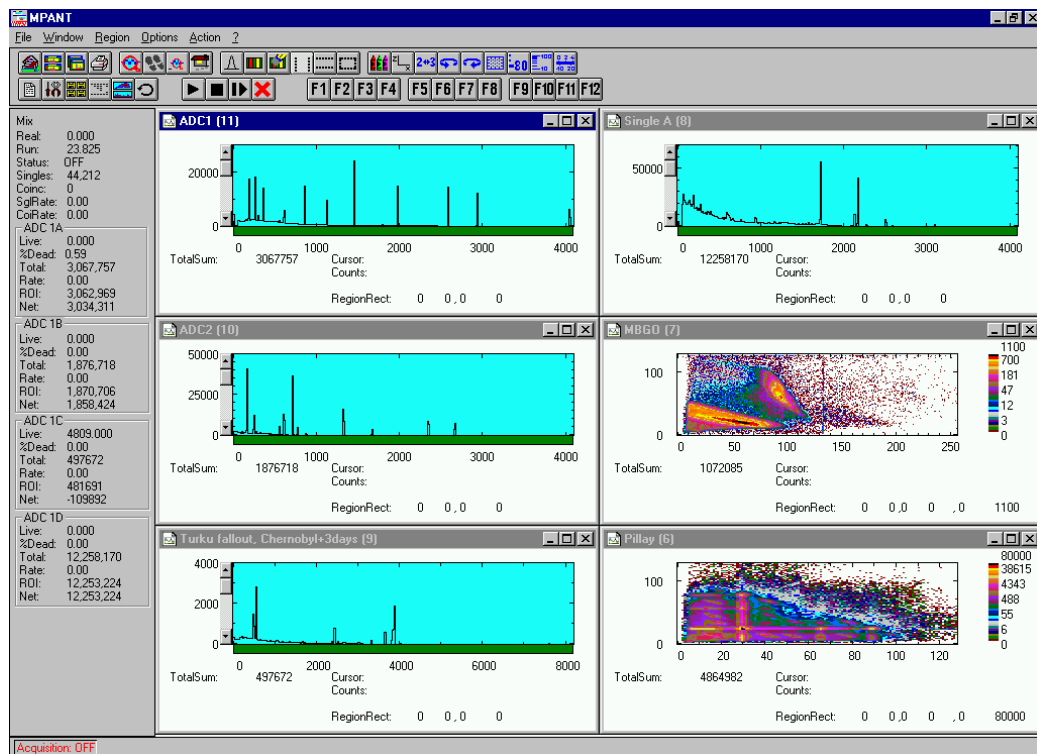 MPANT
File Window Region Options Action ?
F1 F2 F3 F4 F5 F6 F7 F8 F9 F10 F11 F12
Mix
Real: 0.000
Run: 23.825
Status: OFF
Singles: 44,212
Coinc: 0
SglRate: 0.00
CoiRate: 0.00
ADC 1A
Live: 0.000
%Dead: 0.59
Total: 3,067,757
Rate: 0.00
ROI: 3,062,969
Net: 3,034,311
ADC 1B
Live: 0.000
%Dead: 0.00
Total: 1,876,718
Rate: 0.00
ROI: 1,870,706
Net: 1,858,424
ADC 1C
Live: 4809.000
%Dead: 0.00
Total: 497672
Rate: 0.00
ROI: 481691
Net: -109892
ADC 1D
Live: 0.000
%Dead: 0.00
Total: 12,258,170
Rate: 0.00
ROI: 12,253,224
Net: 12,253,224
ADC1 (11)
20000
0
0 1000 2000 3000 4000
TotalSum: 3067757 Cursor:
Counts:
RegionRect: 0 0 , 0 0
Single A (8)
50000
0
0 1000 2000 3000 4000
TotalSum: 12258170 Cursor:
Counts:
RegionRect: 0 0 , 0 0
ADC2 (10)
50000
25000
0
0 1000 2000 3000 4000
TotalSum: 1876718 Cursor:
Counts:
RegionRect: 0 0 , 0 0
MBGO (7)
100
0
0 50 100 150 200 250
1100
700
181
47
12
3
0
TotalSum: 1072085 Cursor:
Counts:
RegionRect: 0 0 ,0 0 , 0 1100
Turku fallout, Chernobyl+3days (9)
4000
2000
0
0 2000 4000 6000 8000
TotalSum: 497672 Cursor:
Counts:
RegionRect: 0 0 , 0 0
Pillay (6)
100
0
0 20 40 60 80 100 120
80000
38615
4343
488
55
6
0
TotalSum: 4864982 Cursor:
Counts:
RegionRect: 0 0 ,0 0 , 0 80000
Acquisition: OFF